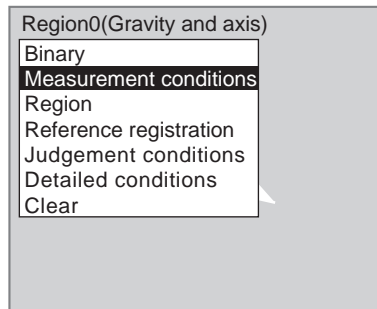 Region0(Gravity and axis)
Binary
Measurement conditions
Region
Reference registration
Judgement conditions
Detailed conditions
Clear